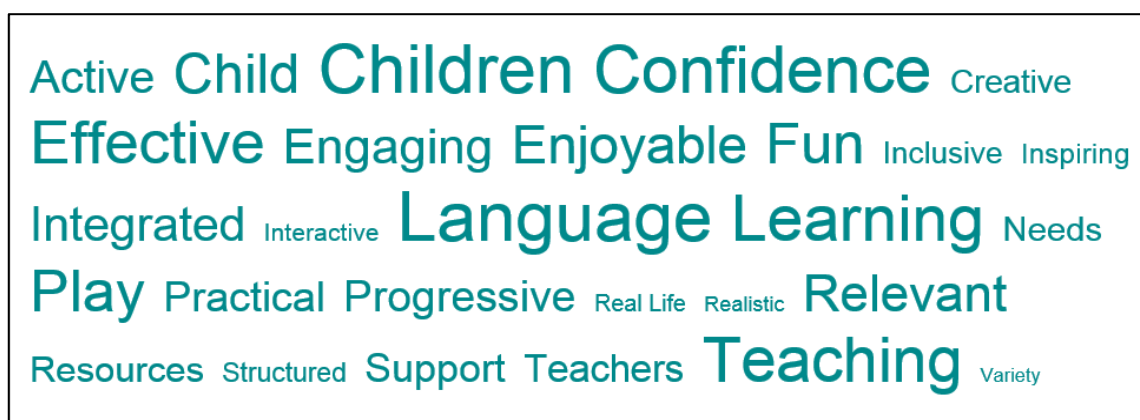 Active Child Children Confidence Creative
Effective Engaging Enjoyable Fun Inclusive Inspiring
Integrated Interactive Language Learning Needs
Play Practical Progressive Real Life Realistic Relevant
Resources Structured Support Teachers Teaching Variety